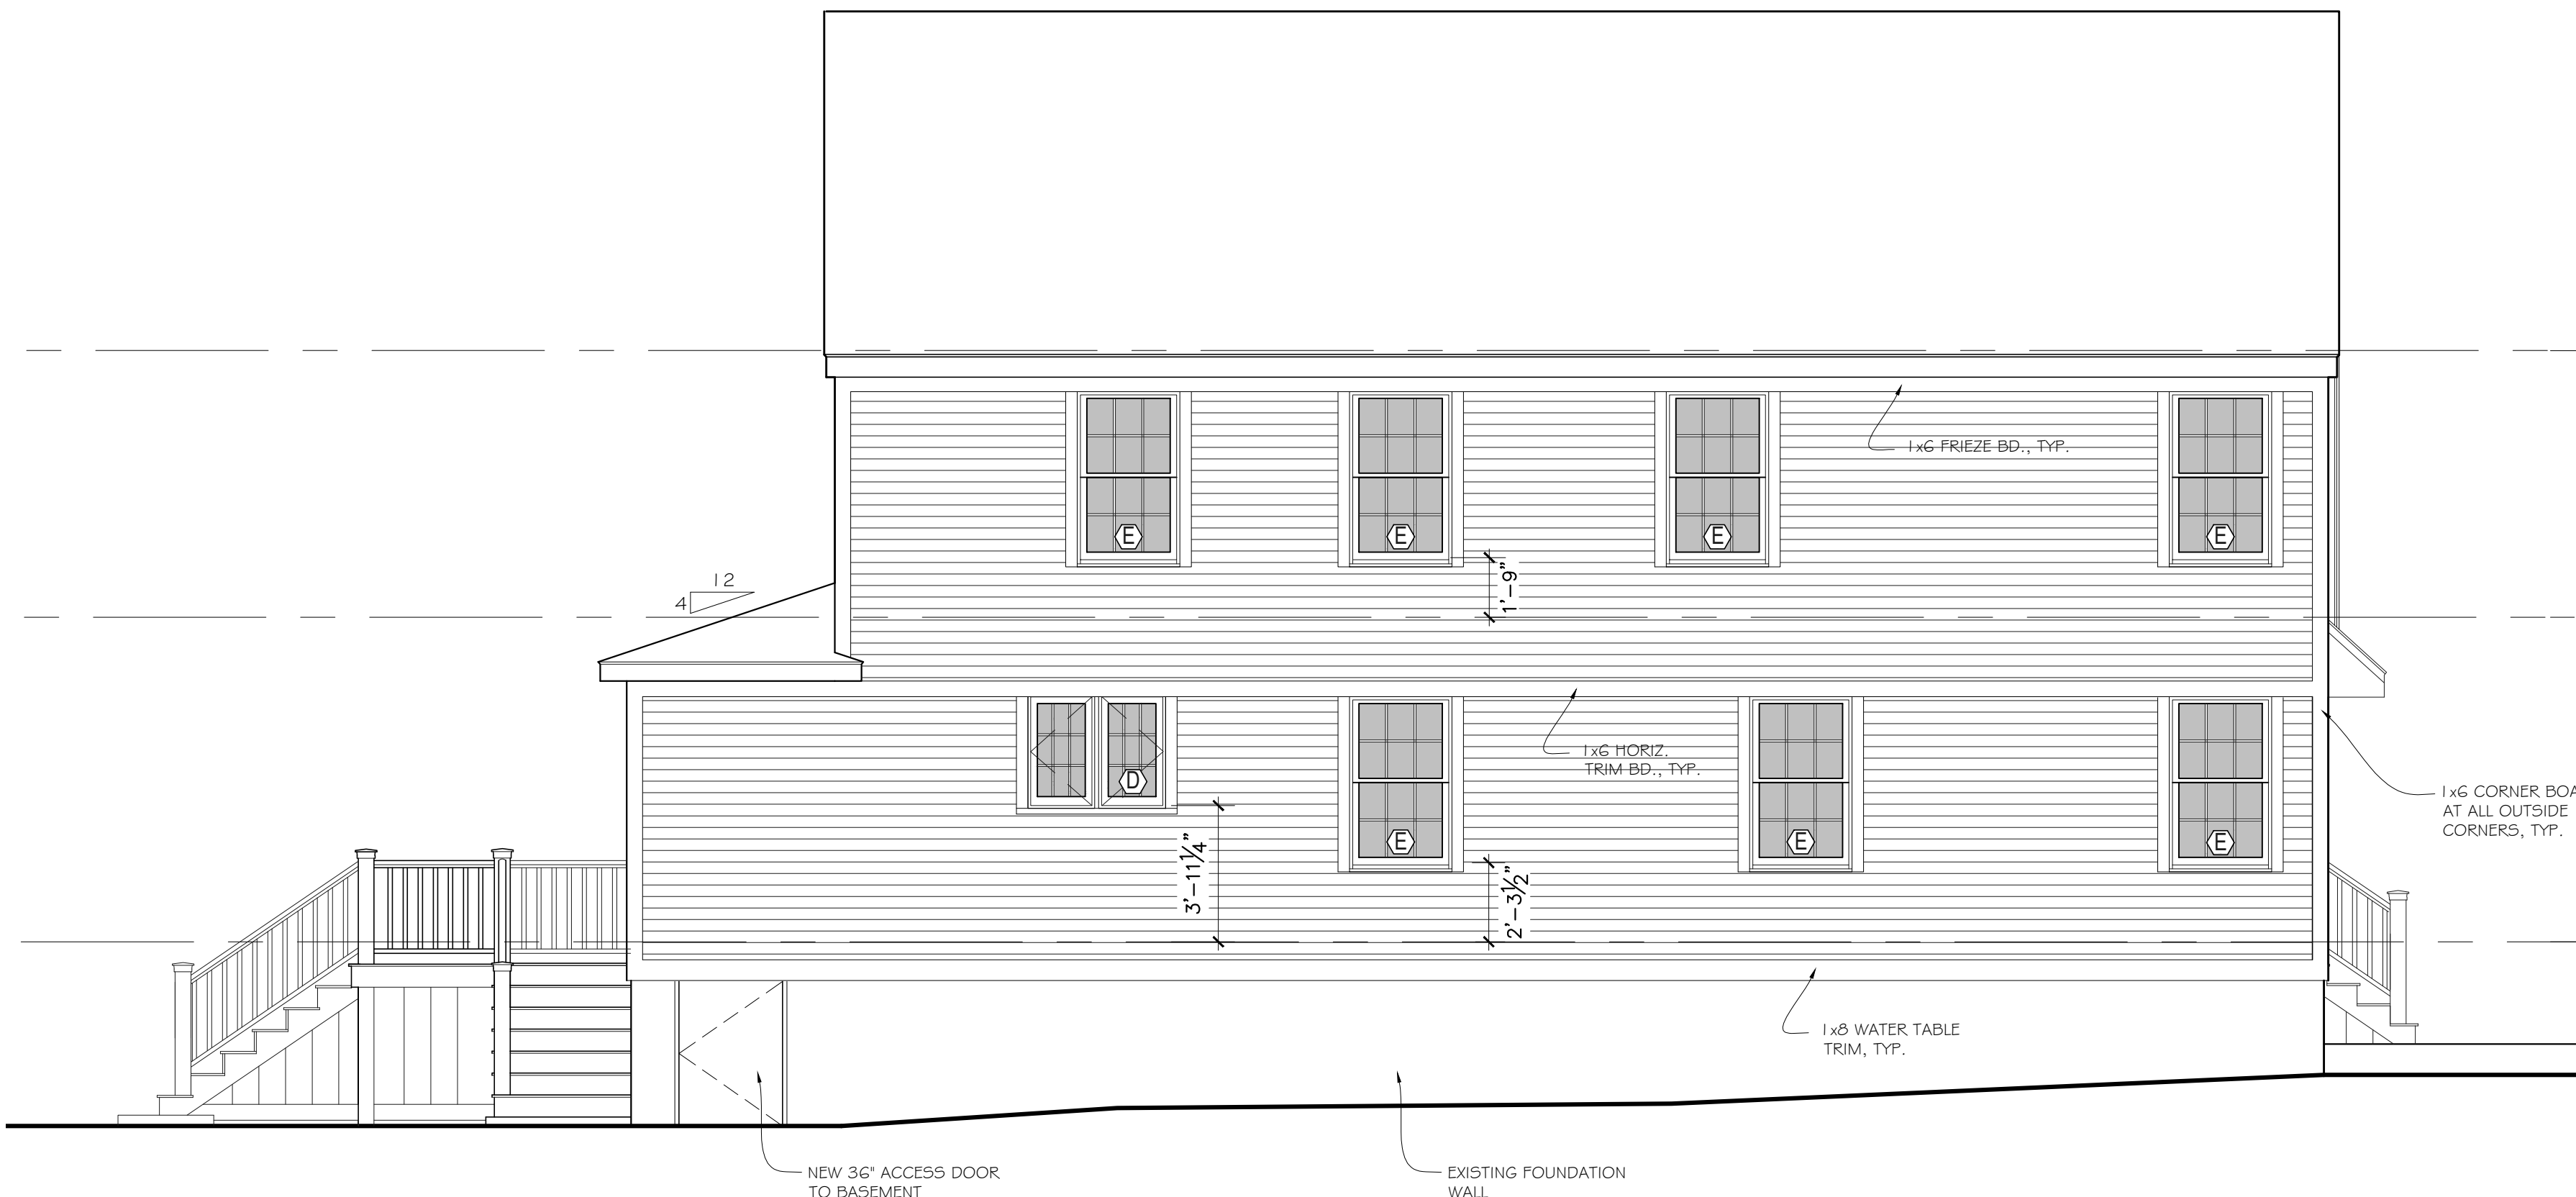 1x6 FRIEZE BD., TYP.
E
E
E
E
12
4
1'-9"
1x6 HORIZ.
TRIM BD., TYP.
D
E
E
E
1x6 CORNER BOA
AT ALL OUTSIDE
CORNERS, TYP.
3'-11¼"
2'-3½"
1x8 WATER TABLE
TRIM, TYP.
NEW 36" ACCESS DOOR
TO BASEMENT
EXISTING FOUNDATION
WALL